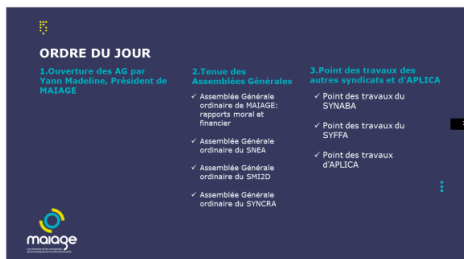 ORDRE DU JOUR
1.Ouverture des AG par
Yann Madeline, Président de
MAIAGE
2.Tenue des
Assemblées Générales
✓ Assemblée Générale
ordinaire de MAIAGE:
rapports moral et
financier
✓ Assemblée Générale
ordinaire du SNEA
✓ Assemblée Générale
ordinaire du SMI2D
✓ Assemblée Générale
ordinaire du SYNCRA
3.Point des travaux des
autres syndicats et d’APLICA
✓ Point des travaux du
SYNABA
✓ Point des travaux du
SYFFA
✓ Point des travaux
d’APLICA
maiage